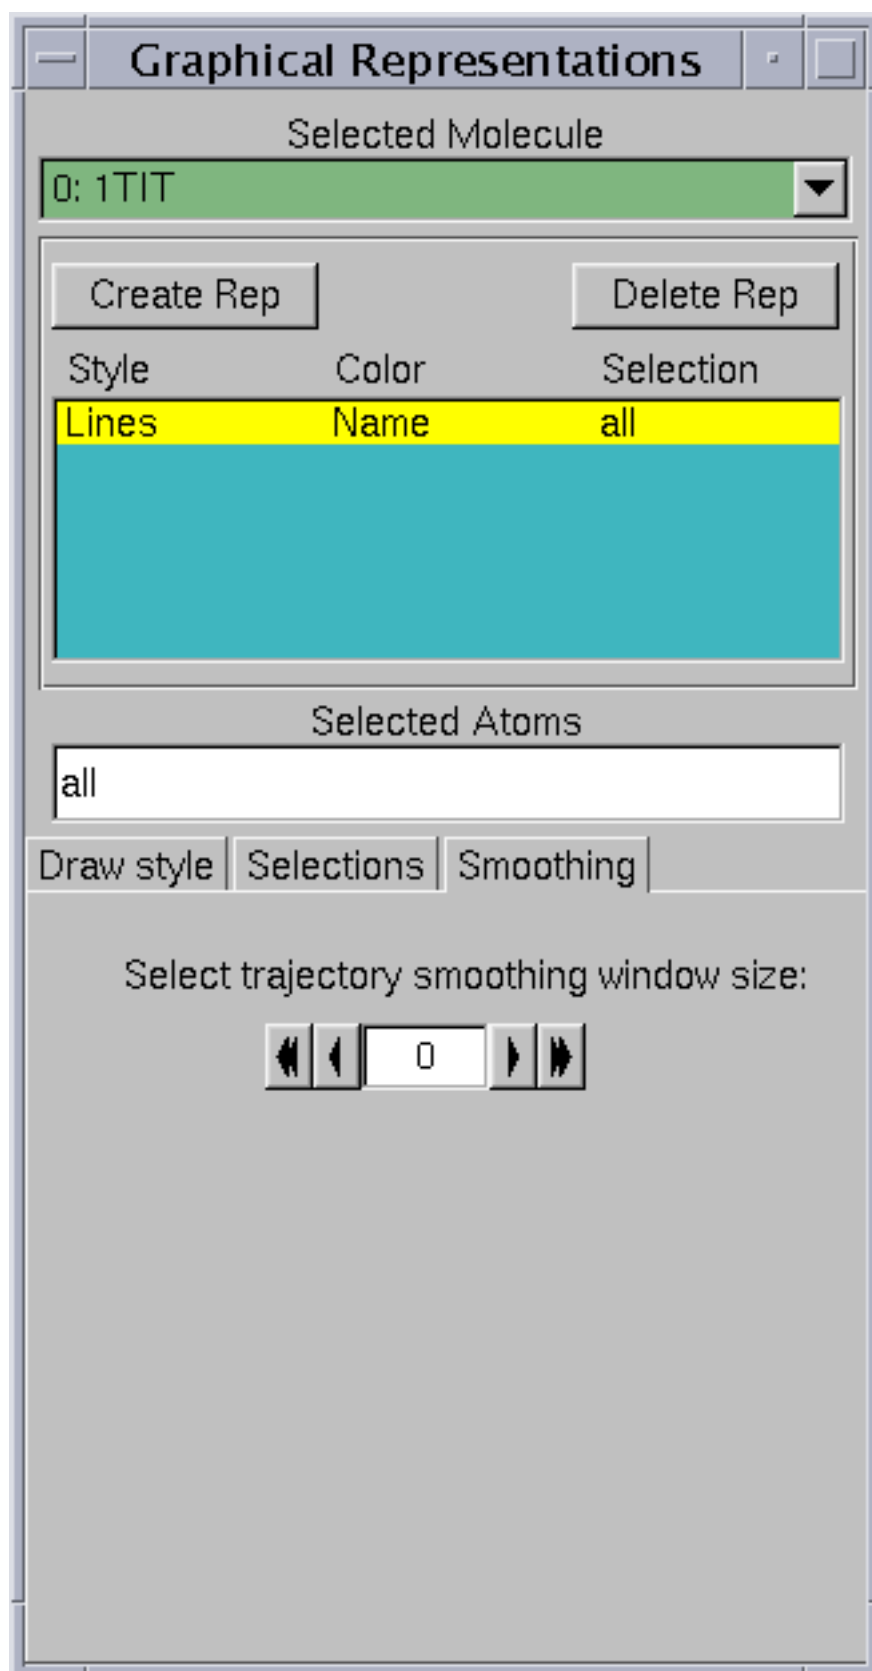 Graphical Representations
Selected Molecule
0: 1TIT
Create Rep Delete Rep
Style Color Selection
Lines Name all
Selected Atoms
all
Draw style Selections Smoothing
Select trajectory smoothing window size:
0